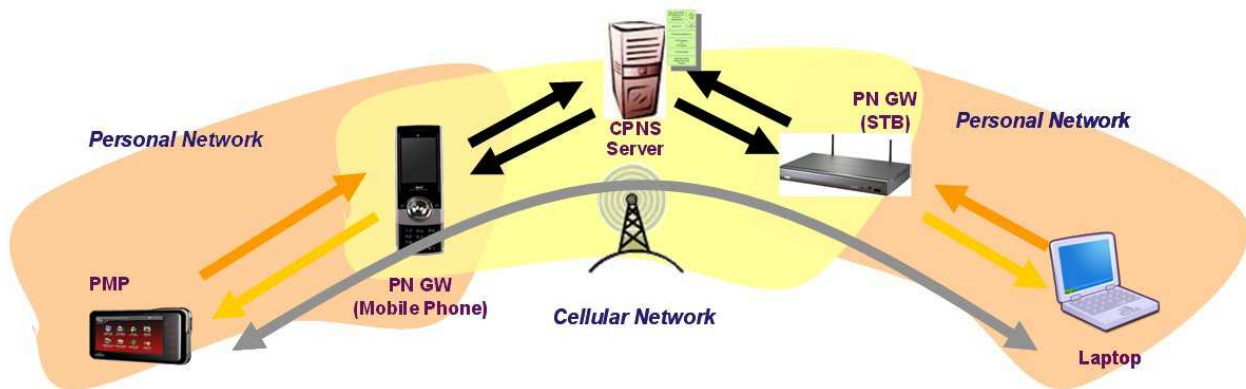 Personal Network
CPNS
Server
PN GW
(STB)
Personal Network
PMP
PN GW
(Mobile Phone)
Cellular Network
Laptop